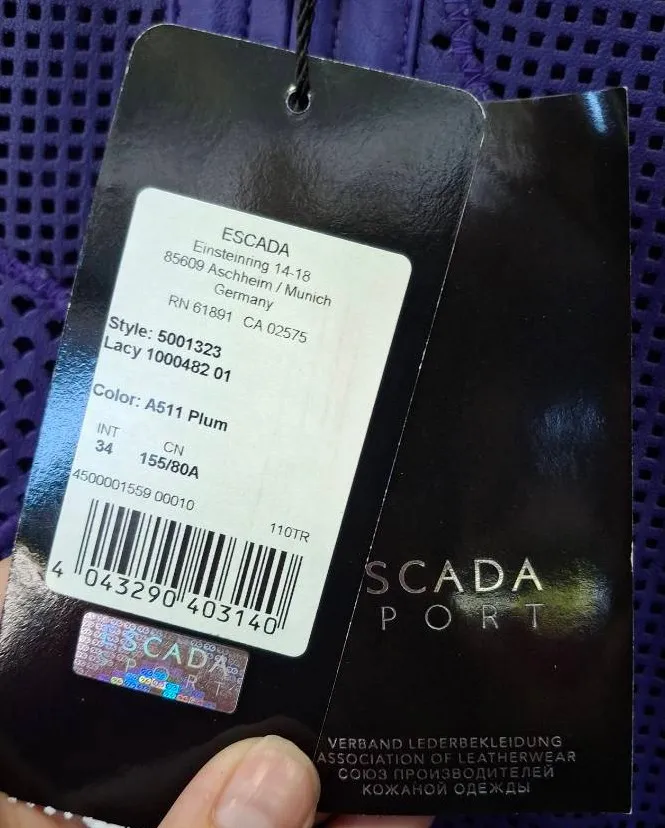 ESCADA
Einsteinring 14-18
85609 Aschheim / Munich
Germany
RN 61891 CA 02575
Style: 5001323
Lacy 1000482 01
Color: A511 Plum
INT CN
34 155/80A
4500001559 00010
110TR
4 043290 403140
ESCADA
SPORT
SCADA
PORT
VERBAND LEDERBEKLEIDUNG
ASSOCIATION OF LEATHERWEAR
СОЮЗ ПРОИЗВОДИТЕЛЕЙ
КОЖАНОЙ ОДЕЖДЫ